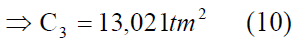 ⇒ C₃ = 13,021tm² (10)